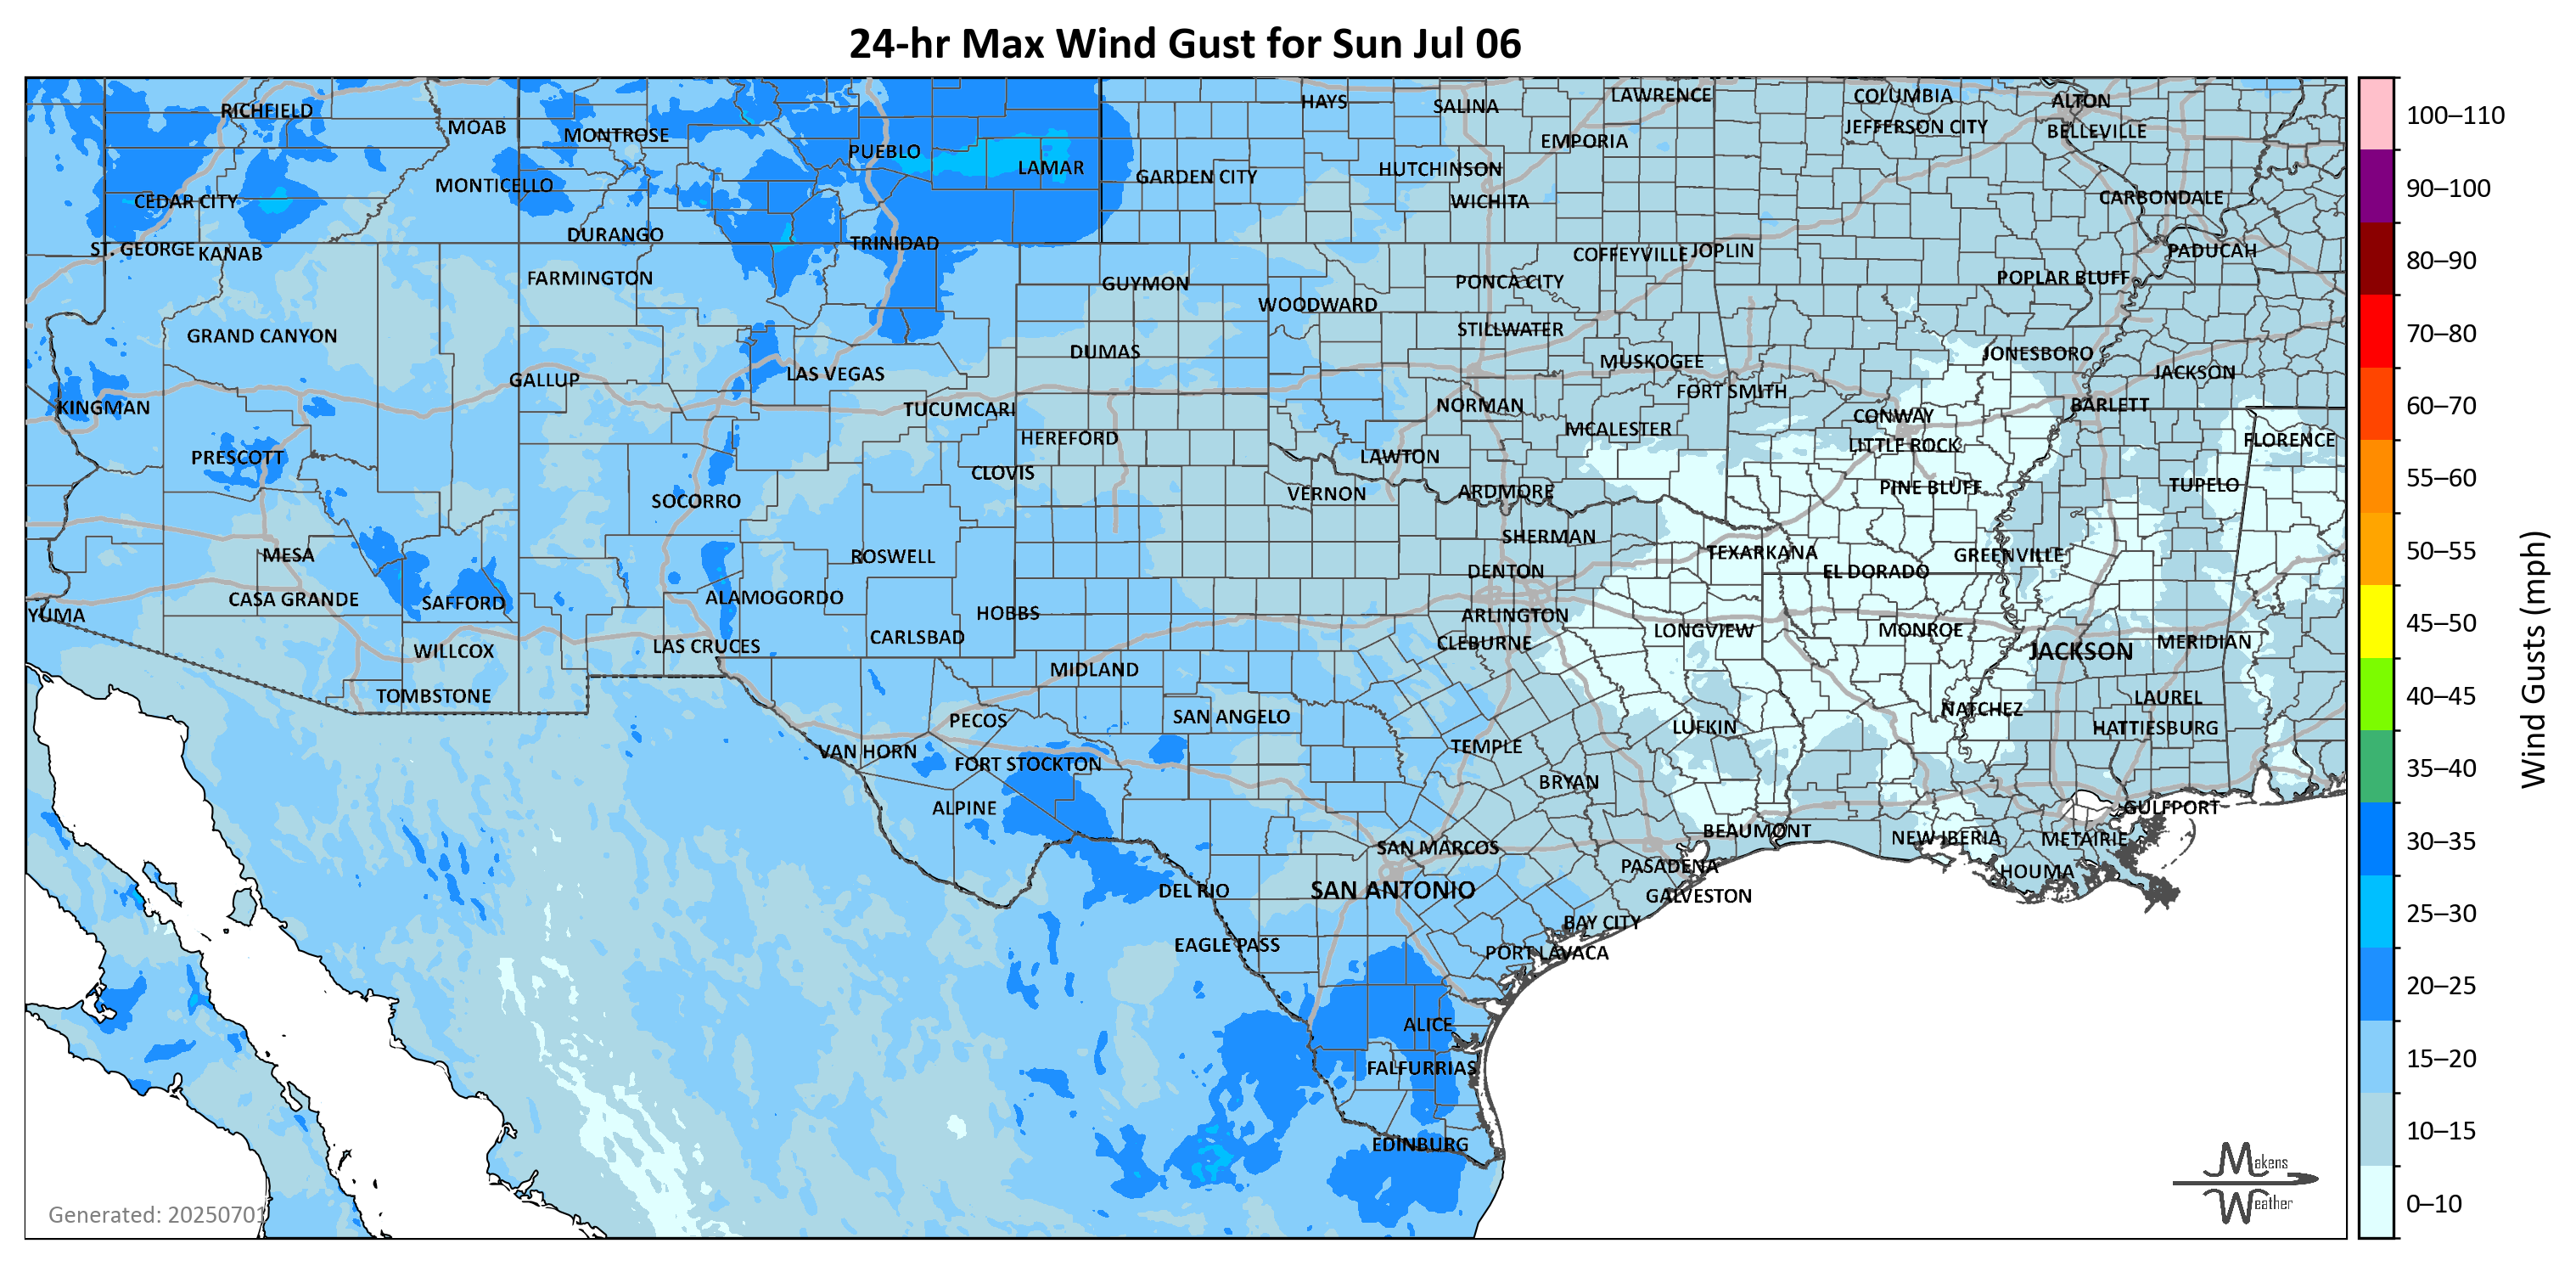 24-hr Max Wind Gust for Sun Jul 06
RICHFIELD
MOAB
MONTROSE
PUEBLO
LAMAR
HAYS
SALINA
LAWRENCE
COLUMBIA
ALTON
EMPORIA
JEFFERSON CITY
BELLEVILLE
CEDAR CITY
MONTICELLO
GARDEN CITY
HUTCHINSON
WICHITA
CARBONDALE
ST. GEORGE
KANAB
DURANGO
TRINIDAD
COFFEYVILLE
JOPLIN
PADUCAH
FARMINGTON
GUYMON
WOODWARD
PONCA CITY
POPLAR BLUFF
GRAND CANYON
DUMAS
STILLWATER
MUSKOGEE
JONESBORO
JACKSON
KINGMAN
GALLUP
LAS VEGAS
TUCUMCARI
NORMAN
FORT SMITH
CONWAY
BARLETT
PRESCOTT
HEREFORD
CLOVIS
LAWTON
MCALESTER
LITTLE ROCK
FLORENCE
SOCORRO
VERNON
ARDMORE
PINE BLUFF
TUPELO
MESA
ROSWELL
SHERMAN
TEXARKANA
GREENVILLE
DENTON
EL DORADO
YUMA
CASA GRANDE
SAFFORD
ALAMOGORDO
HOBBS
ARLINGTON
WILLCOX
LAS CRUCES
CARLSBAD
CLEBURNE
LONGVIEW
MONROE
JACKSON
MERIDIAN
TOMBSTONE
MIDLAND
LAUREL
PECOS
SAN ANGELO
LUFKIN
NATCHEZ
HATTIESBURG
VAN HORN
FORT STOCKTON
TEMPLE
BRYAN
ALPINE
GULFPORT
SAN MARCOS
BEAUMONT
NEW IBERIA
METAIRIE
DEL RIO
SAN ANTONIO
PASADENA
GALVESTON
HOUMA
EAGLE PASS
BAY CITY
PORT LAVACA
ALICE
FALFURRIAS
EDINBURG
Generated: 20250701
Makens
Weather
100–110
90–100
80–90
70–80
60–70
55–60
50–55
45–50
40–45
35–40
30–35
25–30
20–25
15–20
10–15
0–10
Wind Gusts (mph)